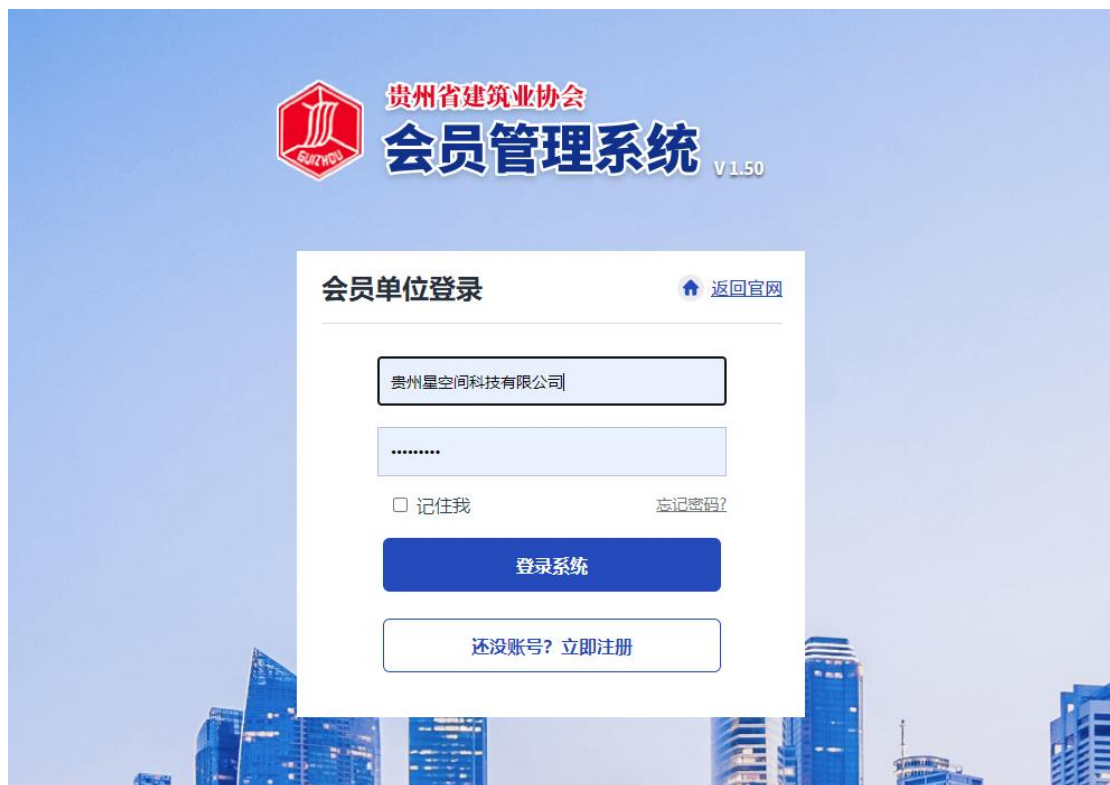 贵州省建筑业协会
会员管理系统 V 1.50
GUIZHOU
会员单位登录 返回官网
贵州星空间科技有限公司
•••••••••
记住我 忘记密码?
登录系统
还没账号？立即注册